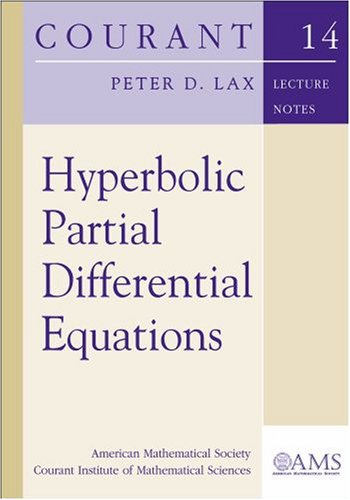 COURANT 14
PETER D. LAX LECTURE
NOTES
Hyperbolic
Partial
Differential
Equations
American Mathematical Society
Courant Institute of Mathematical Sciences
AMS
AMERICAN MATHEMATICAL SOCIETY